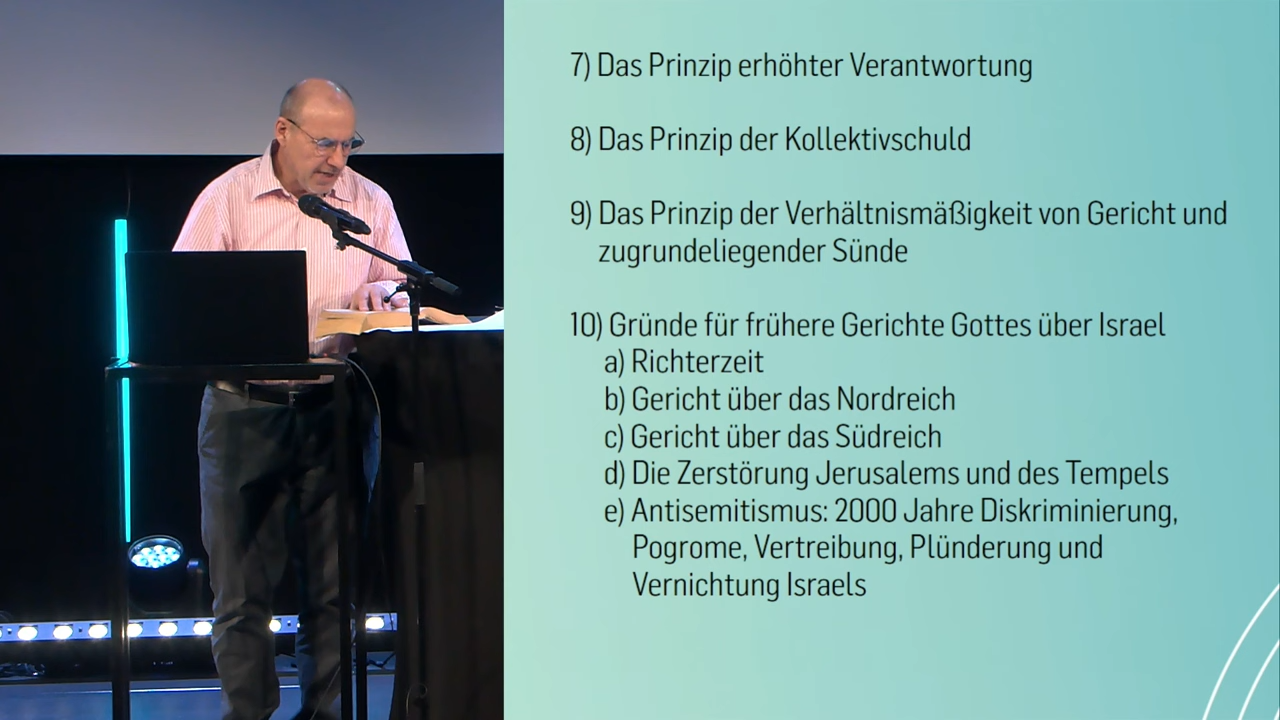 7) Das Prinzip erhöhter Verantwortung
8) Das Prinzip der Kollektivschuld
9) Das Prinzip der Verhältnismäßigkeit von Gericht und
zugrundeliegender Sünde
10) Gründe für frühere Gerichte Gottes über Israel
a) Richterzeit
b) Gericht über das Nordreich
c) Gericht über das Südreich
d) Die Zerstörung Jerusalems und des Tempels
e) Antisemitismus: 2000 Jahre Diskriminierung,
Pogrome, Vertreibung, Plünderung und
Vernichtung Israels